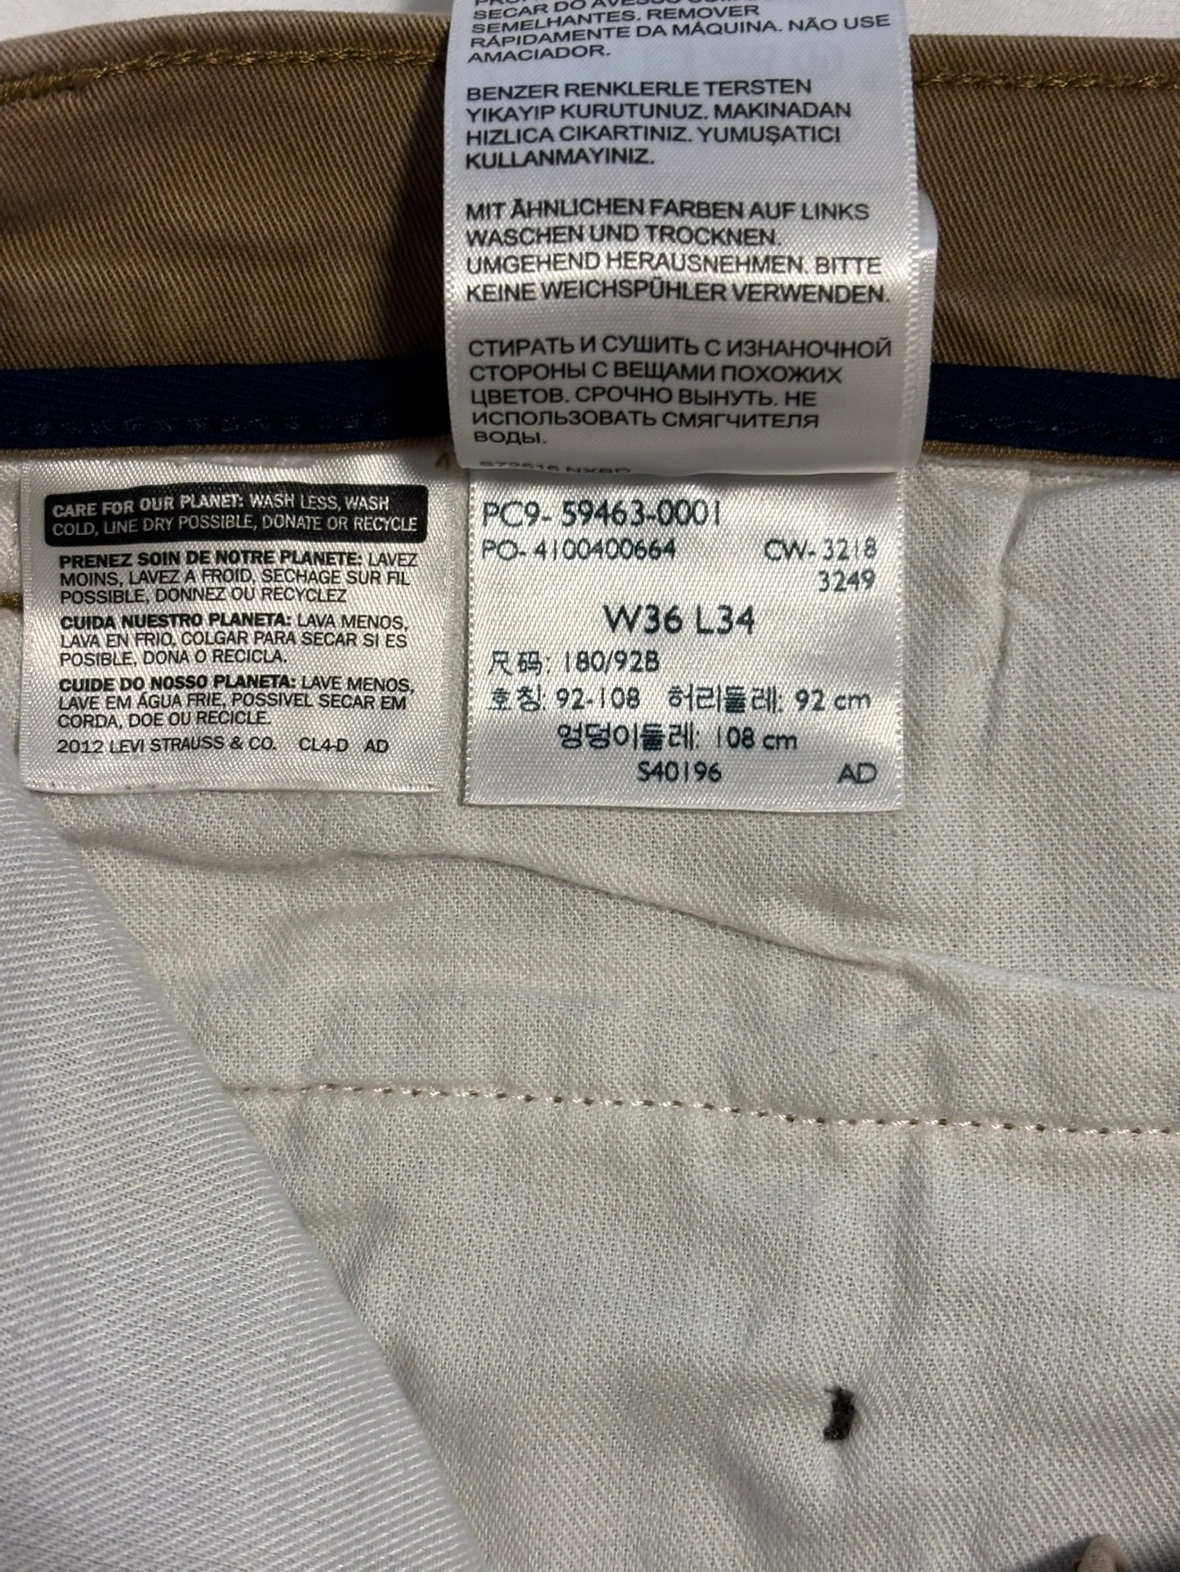 SECAR DO AVESSO
SEMELHANTES. REMOVER
RÁPIDAMENTE DA MÁQUINA. NÃO USE
AMACIADOR.
BENZER RENKLERLE TERSTEN
YIKAYIP KURUTUNUZ. MAKINADAN
HIZLICA CIKARTINIZ. YUMUŞATICI
KULLANMAYINIZ.
MIT ÄHNLICHEN FARBEN AUF LINKS
WASCHEN UND TROCKNEN.
UMGEHEND HERAUSNEHMEN. BITTE
KEINE WEICHSPÜHLER VERWENDEN.
СТИРАТЬ И СУШИТЬ С ИЗНАНОЧНОЙ
СТОРОНЫ С ВЕЩАМИ ПОХОЖИХ
ЦВЕТОВ. СРОЧНО ВЫНУТЬ. НЕ
ИСПОЛЬЗОВАТЬ СМЯГЧИТЕЛЯ
ВОДЫ.
CARE FOR OUR PLANET: WASH LESS, WASH
COLD, LINE DRY POSSIBLE, DONATE OR RECYCLE
PRENEZ SOIN DE NOTRE PLANETE: LAVEZ
MOINS, LAVEZ A FROID, SECHAGE SUR FIL
POSSIBLE, DONNEZ OU RECYCLEZ
CUIDA NUESTRO PLANETA: LAVA MENOS,
LAVA EN FRIO, COLGAR PARA SECAR SI ES
POSIBLE, DONA O RECICLA.
CUIDE DO NOSSO PLANETA: LAVE MENOS,
LAVE EM ÁGUA FRIE, POSSIVEL SECAR EM
CORDA, DOE OU RECICLE.
2012 LEVI STRAUSS & CO. CL4-D AD
PC9- 59463-0001
PO- 4100400664 CW- 3218
3249
W36 L34
尺码: 180/92B
호칭: 92-108 허리둘레: 92 cm
엉덩이둘레: 108 cm
S40196 AD